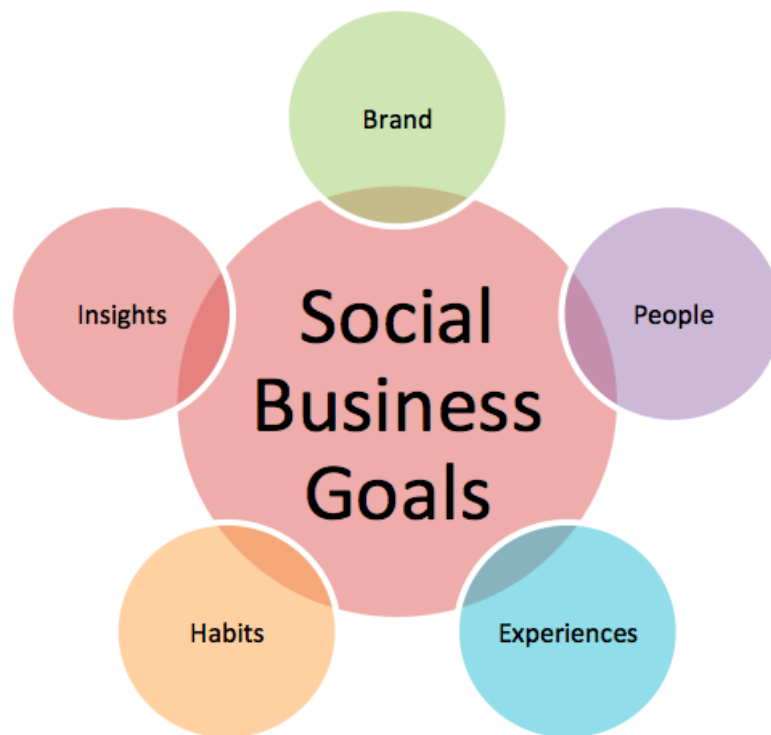 Brand
Insights
Social
Business
Goals
People
Habits
Experiences